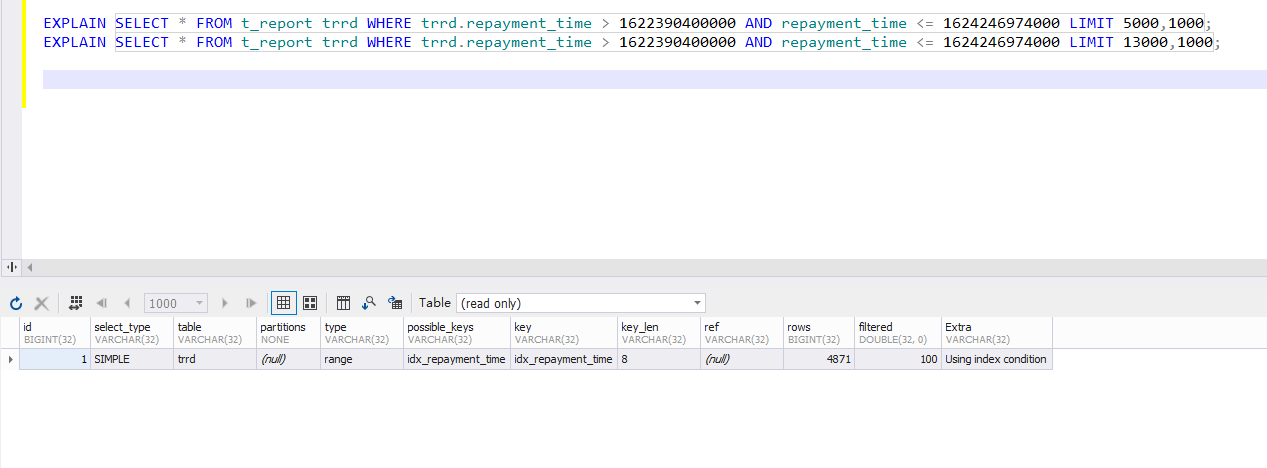 EXPLAIN SELECT * FROM t_report trrd WHERE trrd.repayment_time > 1622390400000 AND repayment_time <= 1624246974000 LIMIT 5000,1000;
EXPLAIN SELECT * FROM t_report trrd WHERE trrd.repayment_time > 1622390400000 AND repayment_time <= 1624246974000 LIMIT 13000,1000;
1000 Table (read only)
id select_type table partitions type possible_keys key key_len ref rows filtered Extra
BIGINT(32) VARCHAR(32) VARCHAR(32) NONE VARCHAR(32) VARCHAR(32) VARCHAR(32) VARCHAR(32) VARCHAR(32) BIGINT(32) DOUBLE(32, 0) VARCHAR(32)
1 SIMPLE trrd (null) range idx_repayment_time idx_repayment_time 8 (null) 4871 100 Using index condition